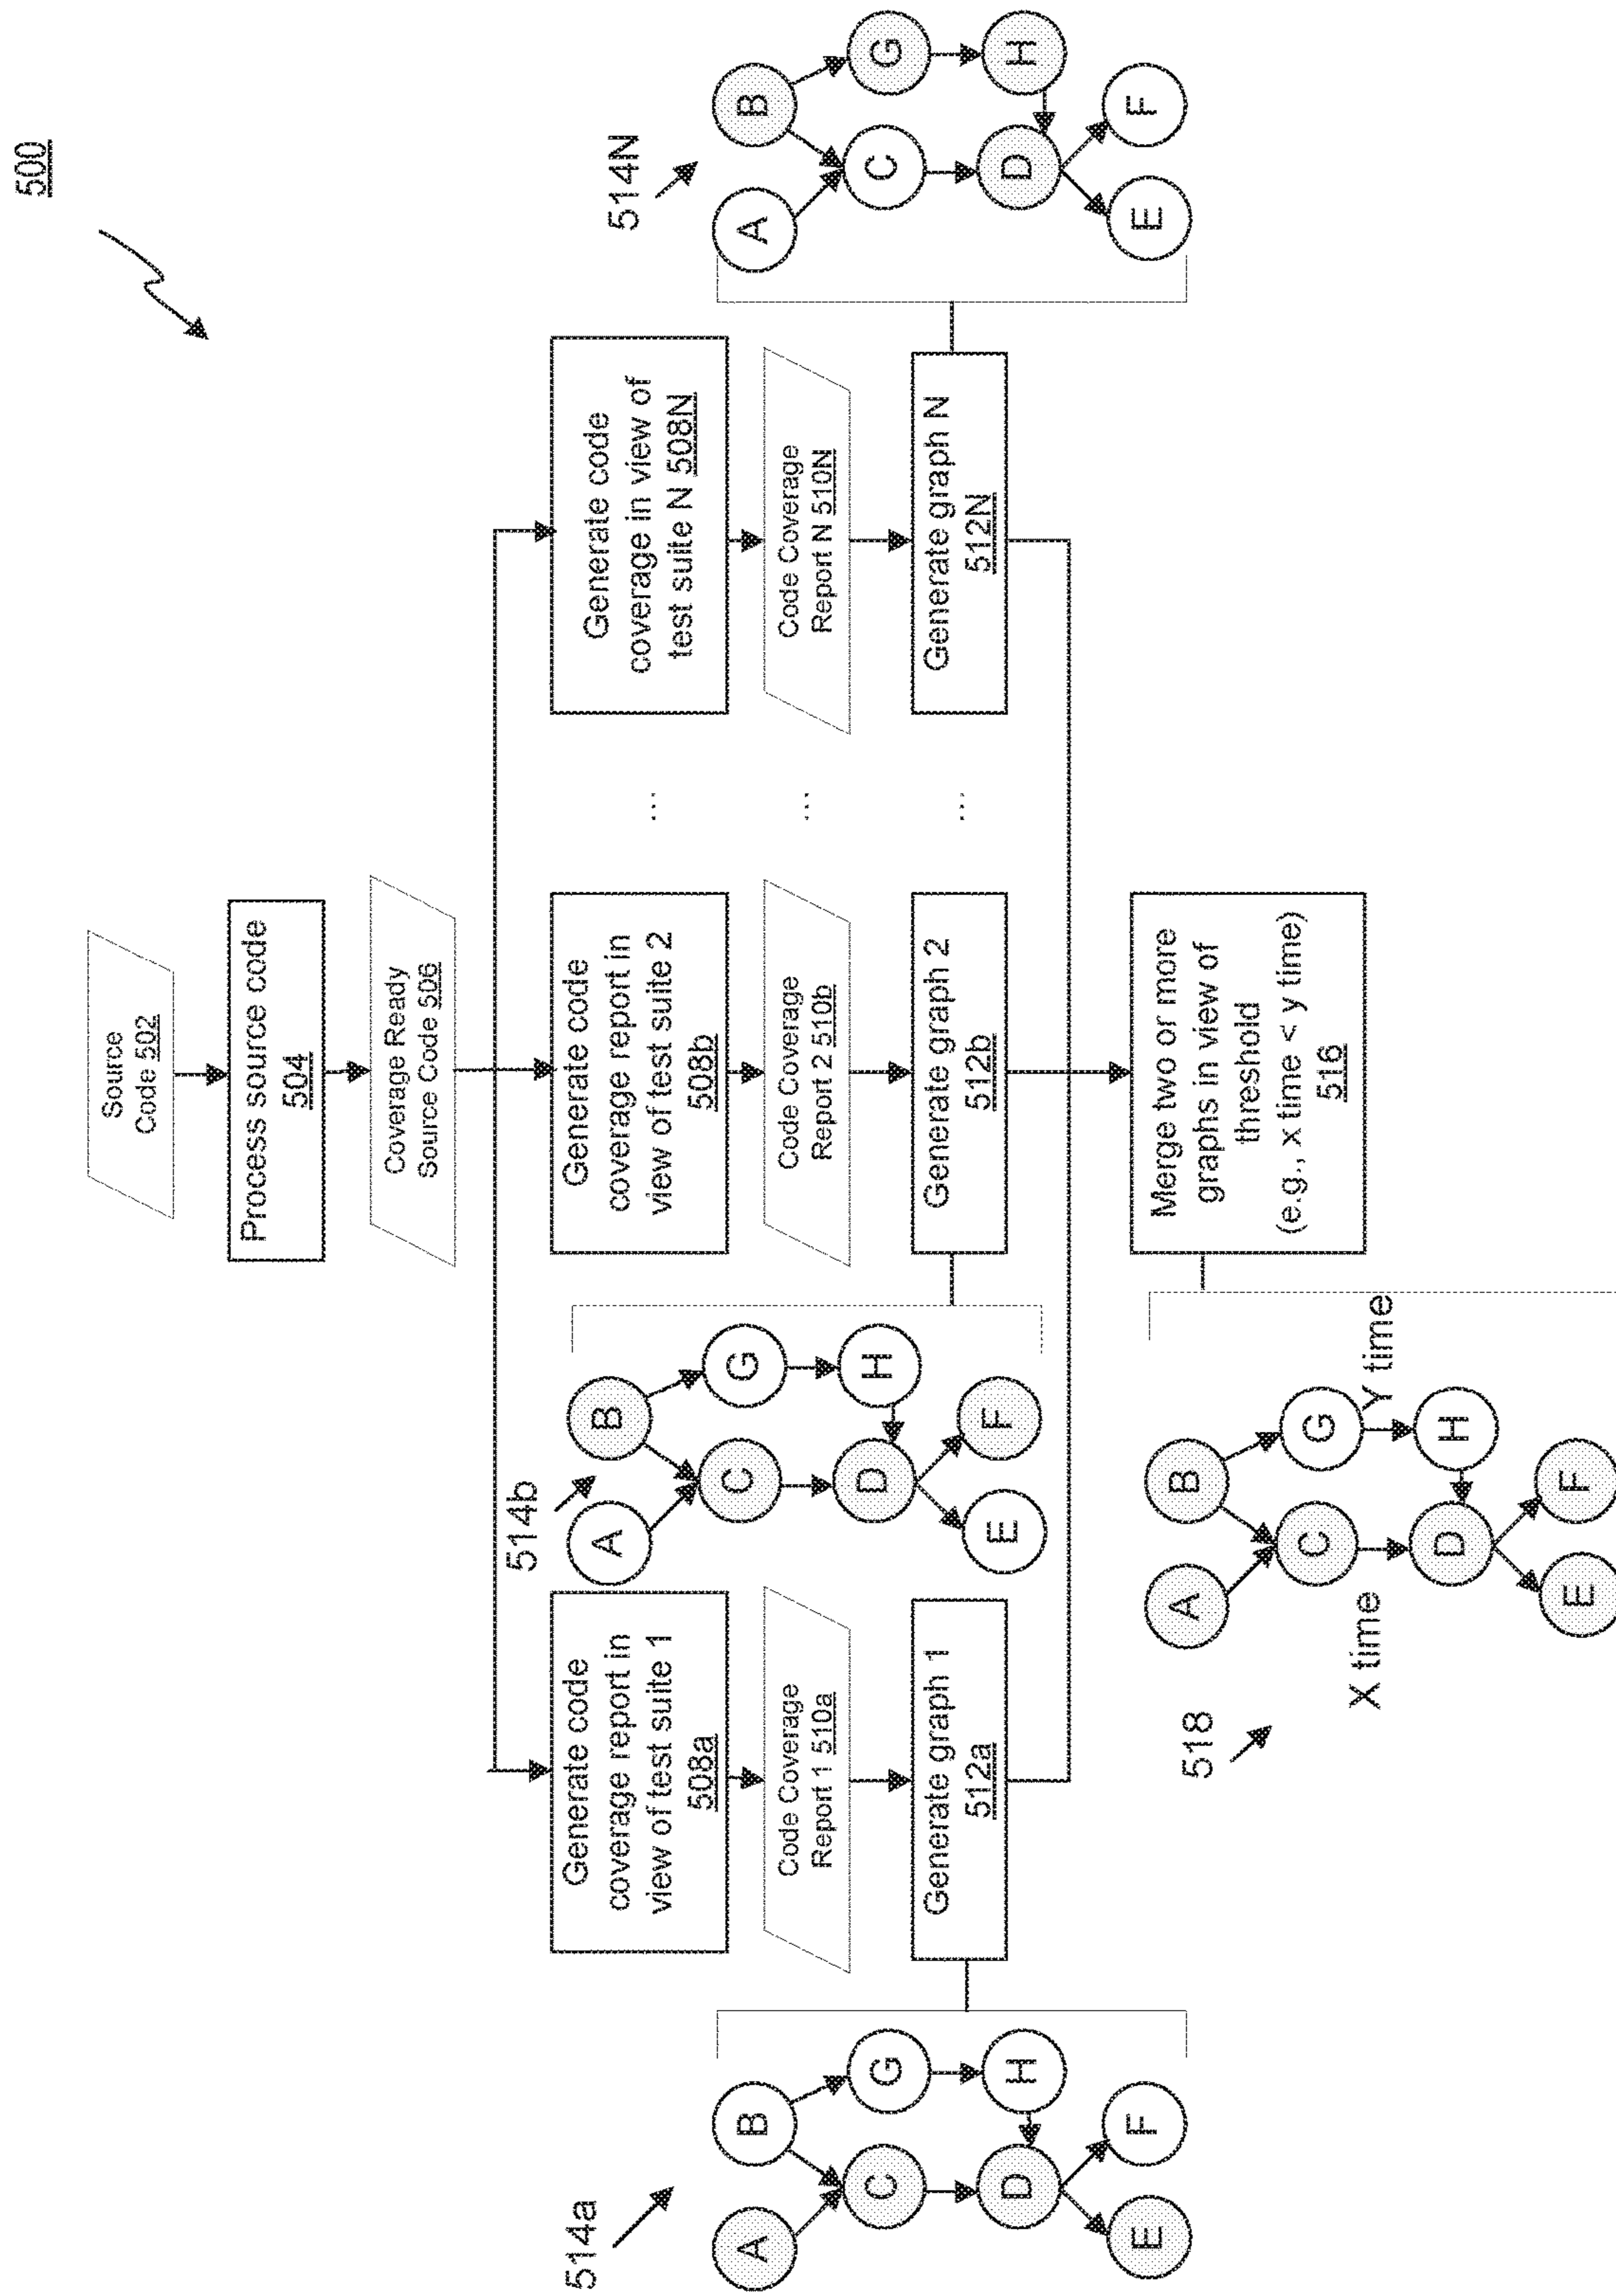 500
Source
Code 502
Process source code
504
Coverage Ready
Source Code 506
Generate code
coverage report in
view of test suite 1
508a
Generate code
coverage report in
view of test suite 2
508b
...
Generate code
coverage in view of
test suite N 508N
Code Coverage
Report 1 510a
Code Coverage
Report 2 510b
...
Code Coverage
Report N 510N
Generate graph 1
512a
Generate graph 2
512b
...
Generate graph N
512N
514a
A
B
C
G
D
H
E
F
514b
A
B
C
G
D
H
E
F
514N
A
B
C
G
D
H
E
F
Merge two or more
graphs in view of
threshold
(e.g., x time < y time)
516
518
A
B
C
G
X time
Y time
D
H
E
F